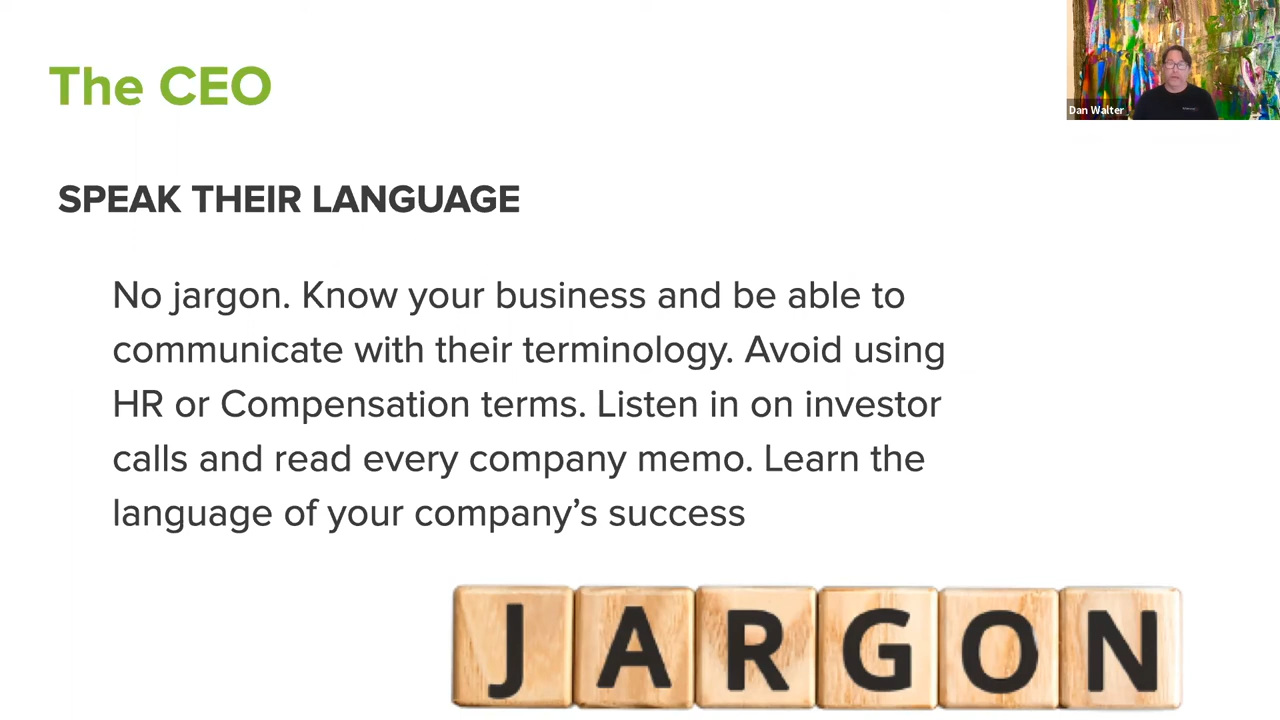 The CEO
Dan Walter
SPEAK THEIR LANGUAGE
No jargon. Know your business and be able to
communicate with their terminology. Avoid using
HR or Compensation terms. Listen in on investor
calls and read every company memo. Learn the
language of your company’s success
JARGON